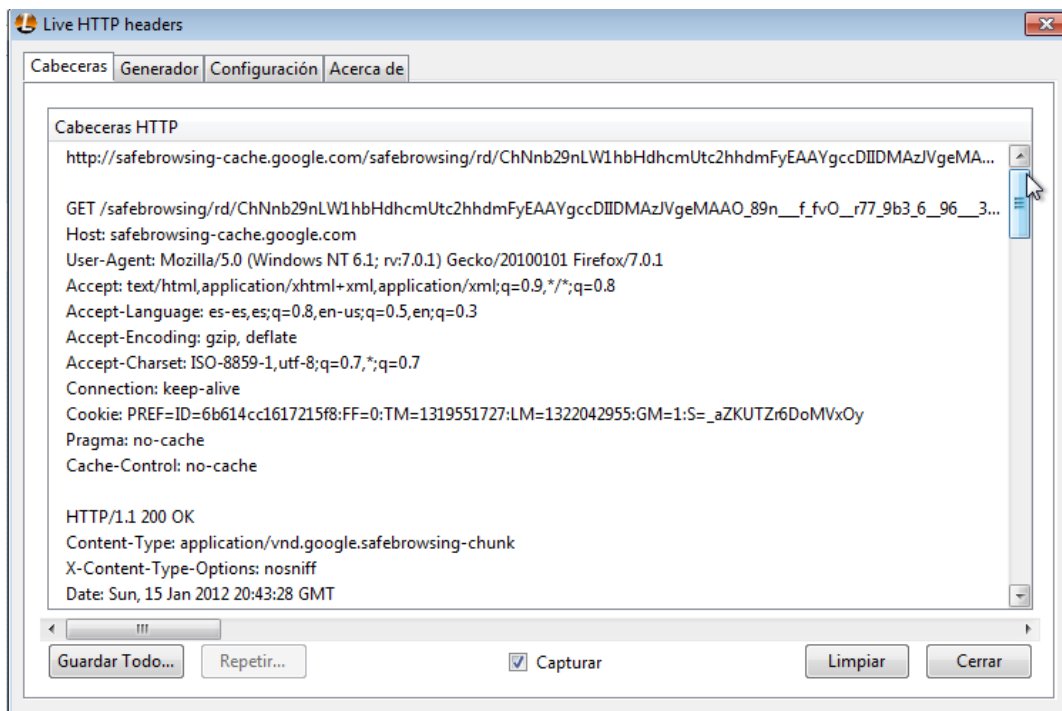 Live HTTP headers
Cabeceras Generador Configuración Acerca de
Cabeceras HTTP
http://safebrowsing-cache.google.com/safebrowsing/rd/ChNnb29nLW1hbHdhcmUtc2hhdmFyEAAYgccDIIDMAzJVgeMA...
GET /safebrowsing/rd/ChNnb29nLW1hbHdhcmUtc2hhdmFyEAAYgccDIIDMAzJVgeMAAO_89n__f_fvO__r77_9b3_6__96___3...
Host: safebrowsing-cache.google.com
User-Agent: Mozilla/5.0 (Windows NT 6.1; rv:7.0.1) Gecko/20100101 Firefox/7.0.1
Accept: text/html,application/xhtml+xml,application/xml;q=0.9,*/*;q=0.8
Accept-Language: es-es,es;q=0.8,en-us;q=0.5,en;q=0.3
Accept-Encoding: gzip, deflate
Accept-Charset: ISO-8859-1,utf-8;q=0.7,*;q=0.7
Connection: keep-alive
Cookie: PREF=ID=6b614cc1617215f8:FF=0:TM=1319551727:LM=1322042955:GM=1:S=_aZKUTZr6DoMVxOy
Pragma: no-cache
Cache-Control: no-cache
HTTP/1.1 200 OK
Content-Type: application/vnd.google.safebrowsing-chunk
X-Content-Type-Options: nosniff
Date: Sun, 15 Jan 2012 20:43:28 GMT
Guardar Todo... Repetir... Capturar Limpiar Cerrar